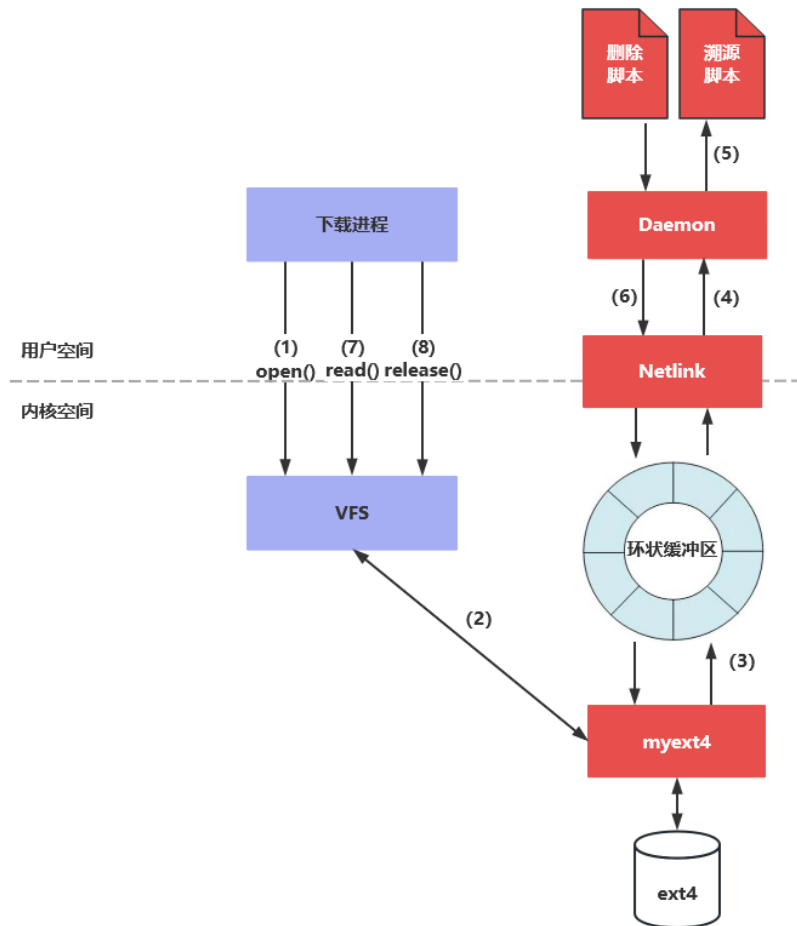 删除
脚本
溯源
脚本
(5)
下载进程
Daemon
(6)
(4)
(1)
open()
(7)
read()
(8)
release()
用户空间
Netlink
内核空间
VFS
环状缓冲区
(2)
(3)
myext4
ext4